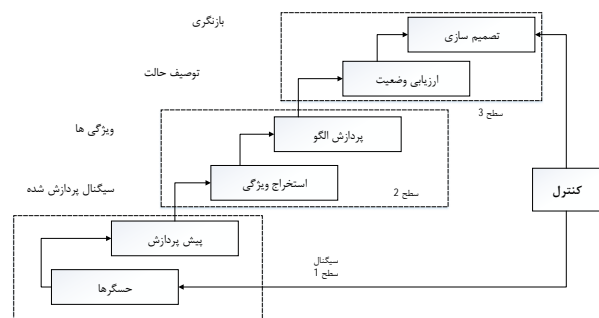 بازنگری
تصمیم سازی
توصیف حالت
ارزیابی وضعیت
سطح 3
ویژگی ها
پردازش الگو
استخراج ویژگی
سطح 2
کنترل
سیگنال پردازش شده
پیش پردازش
سیگنال
سطح 1
حسگرها